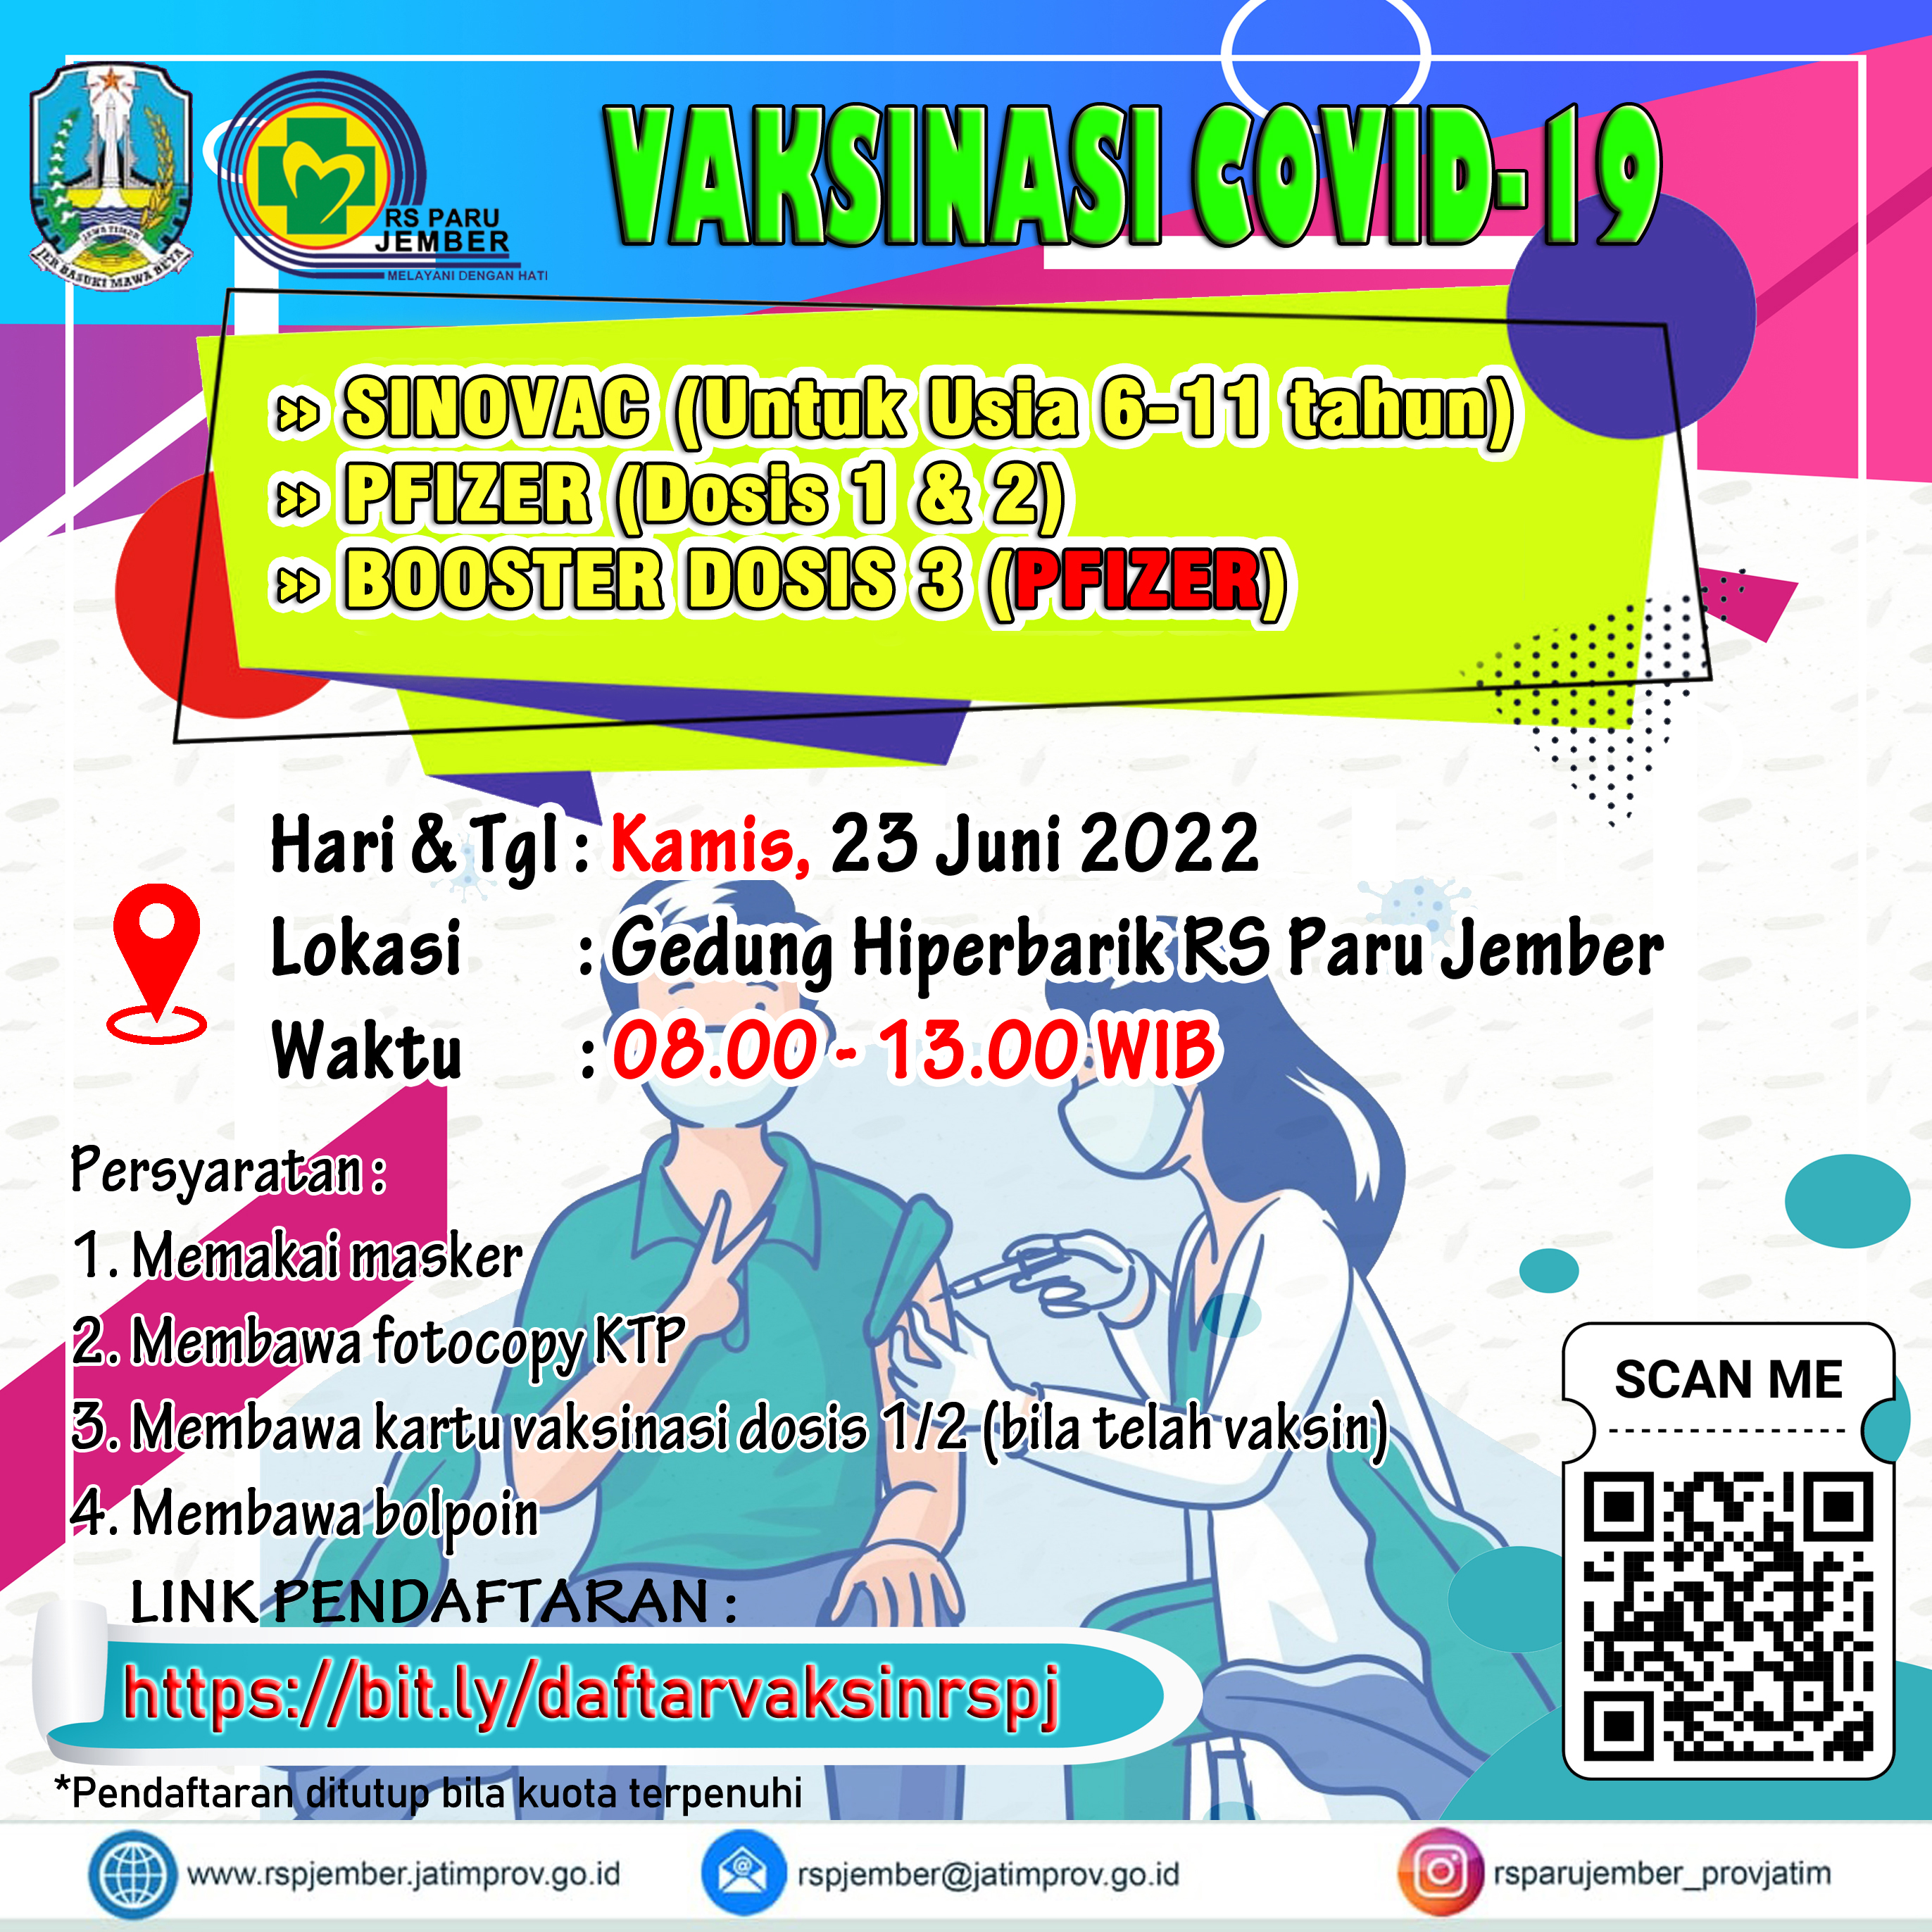 JAWA TIMUR
JER BASUKI MAWA BEYA
RS PARU
JEMBER
MELAYANI DENGAN HATI
VAKSINASI COVID-19
» SINOVAC (Untuk Usia 6-11 tahun)
» PFIZER (Dosis 1 & 2)
» BOOSTER DOSIS 3 (PFIZER)
Hari & Tgl : Kamis, 23 Juni 2022
Lokasi : Gedung Hiperbarik RS Paru Jember
Waktu : 08.00 - 13.00 WIB
Persyaratan :
1. Memakai masker
2. Membawa fotocopy KTP
3. Membawa kartu vaksinasi dosis 1/2 (bila telah vaksin)
4. Membawa bolpoin
LINK PENDAFTARAN :
https://bit.ly/daftarvaksinrspj
*Pendaftaran ditutup bila kuota terpenuhi
SCAN ME
www.rspjember.jatimprov.go.id
rspjember@jatimprov.go.id
rsparujember_provjatim